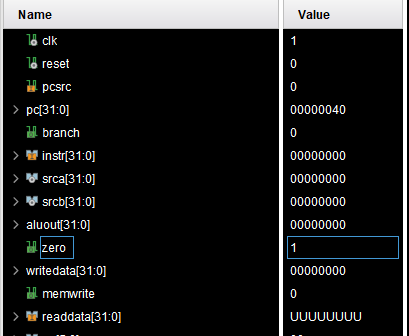 Name Value
clk 1
reset 0
pcsrc 0
pc[31:0] 00000040
branch 0
instr[31:0] 00000000
srca[31:0] 00000000
srcb[31:0] 00000000
aluout[31:0] 00000000
zero 1
writedata[31:0] 00000000
memwrite 0
readdata[31:0] UUUUUUUU